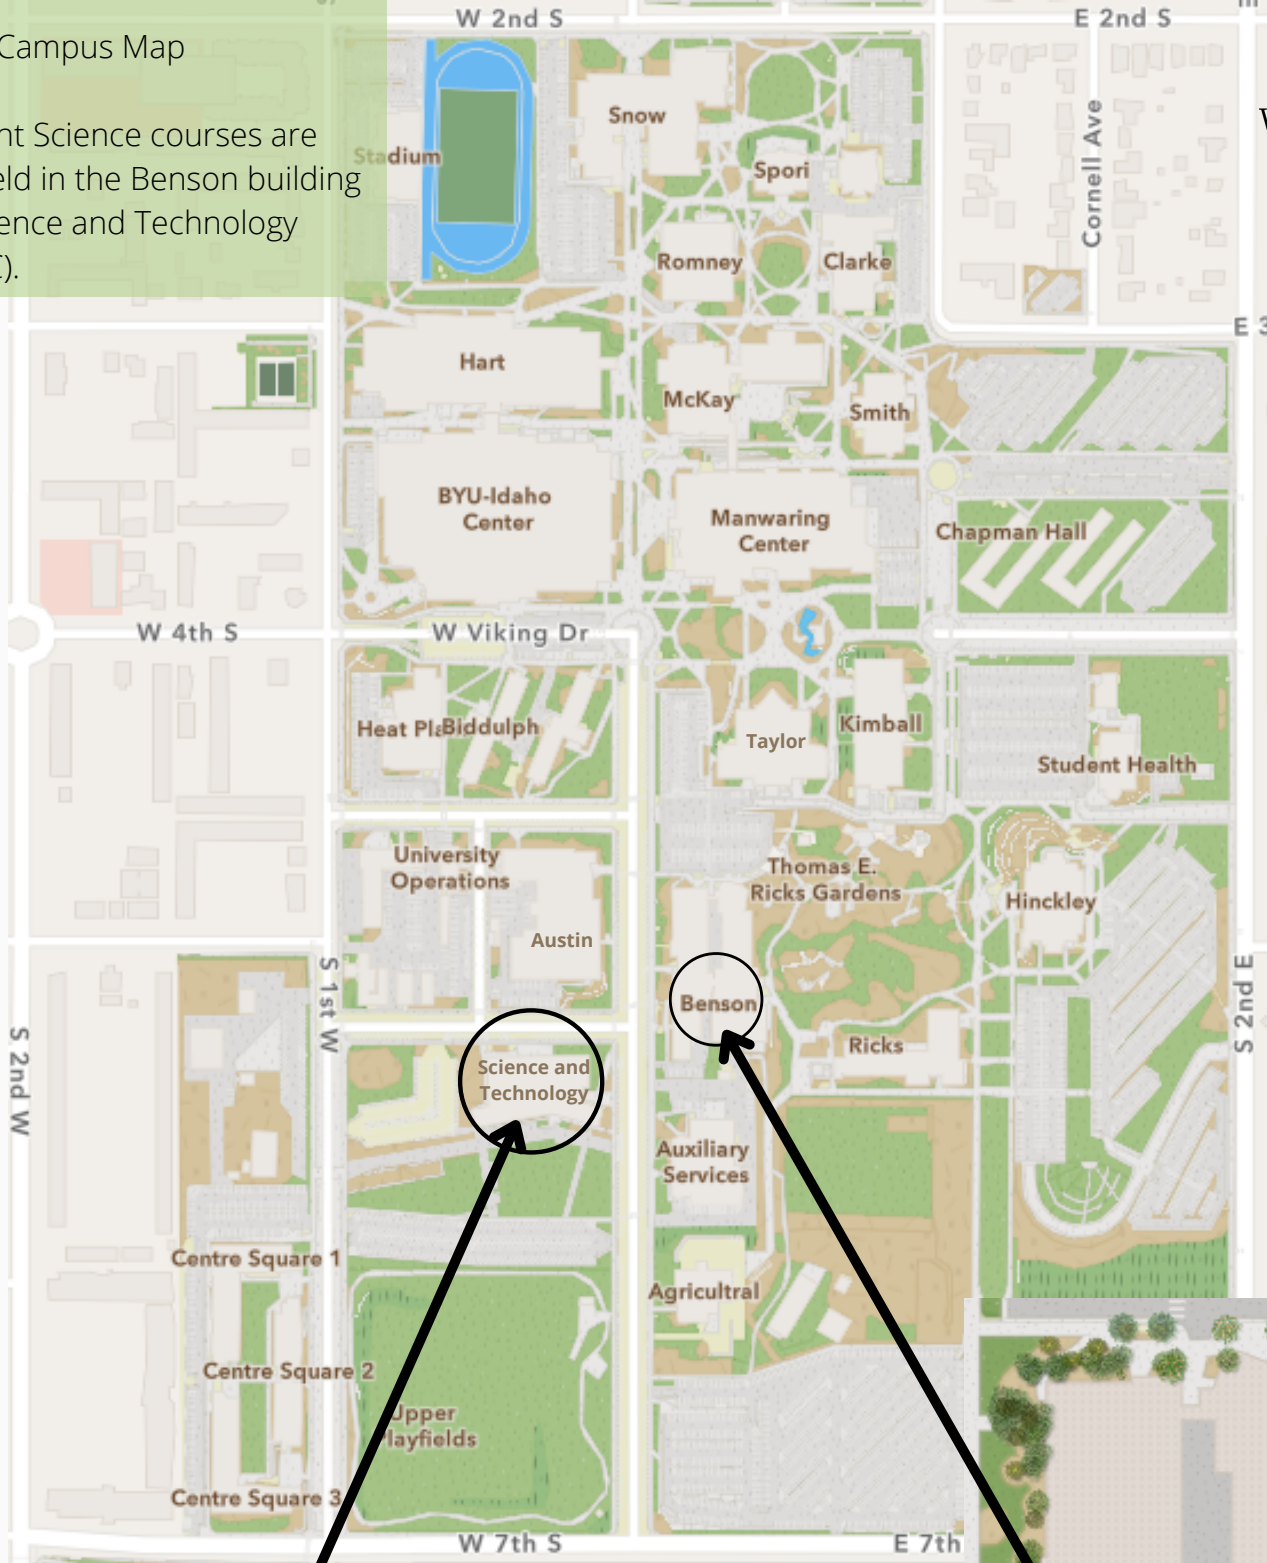 W 2nd S
E 2nd S
Campus Map
nt Science courses are
eld in the Benson building
ence and Technology
).
Stadium
Snow
Spori
Cornell Ave
Romney
Clarke
E 3
Hart
McKay
Smith
BYU-Idaho
Center
Manwaring
Center
Chapman Hall
W 4th S
W Viking Dr
Heat Pla
Biddulph
Taylor
Kimball
Student Health
University
Operations
Austin
Thomas E.
Ricks Gardens
Hinckley
S 1st W
S 2nd W
S 2nd E
Benson
Ricks
Science and
Technology
Auxiliary
Services
Centre Square 1
Agricultral
Centre Square 2
Upper
Playfields
Centre Square 3
W 7th S
E 7th